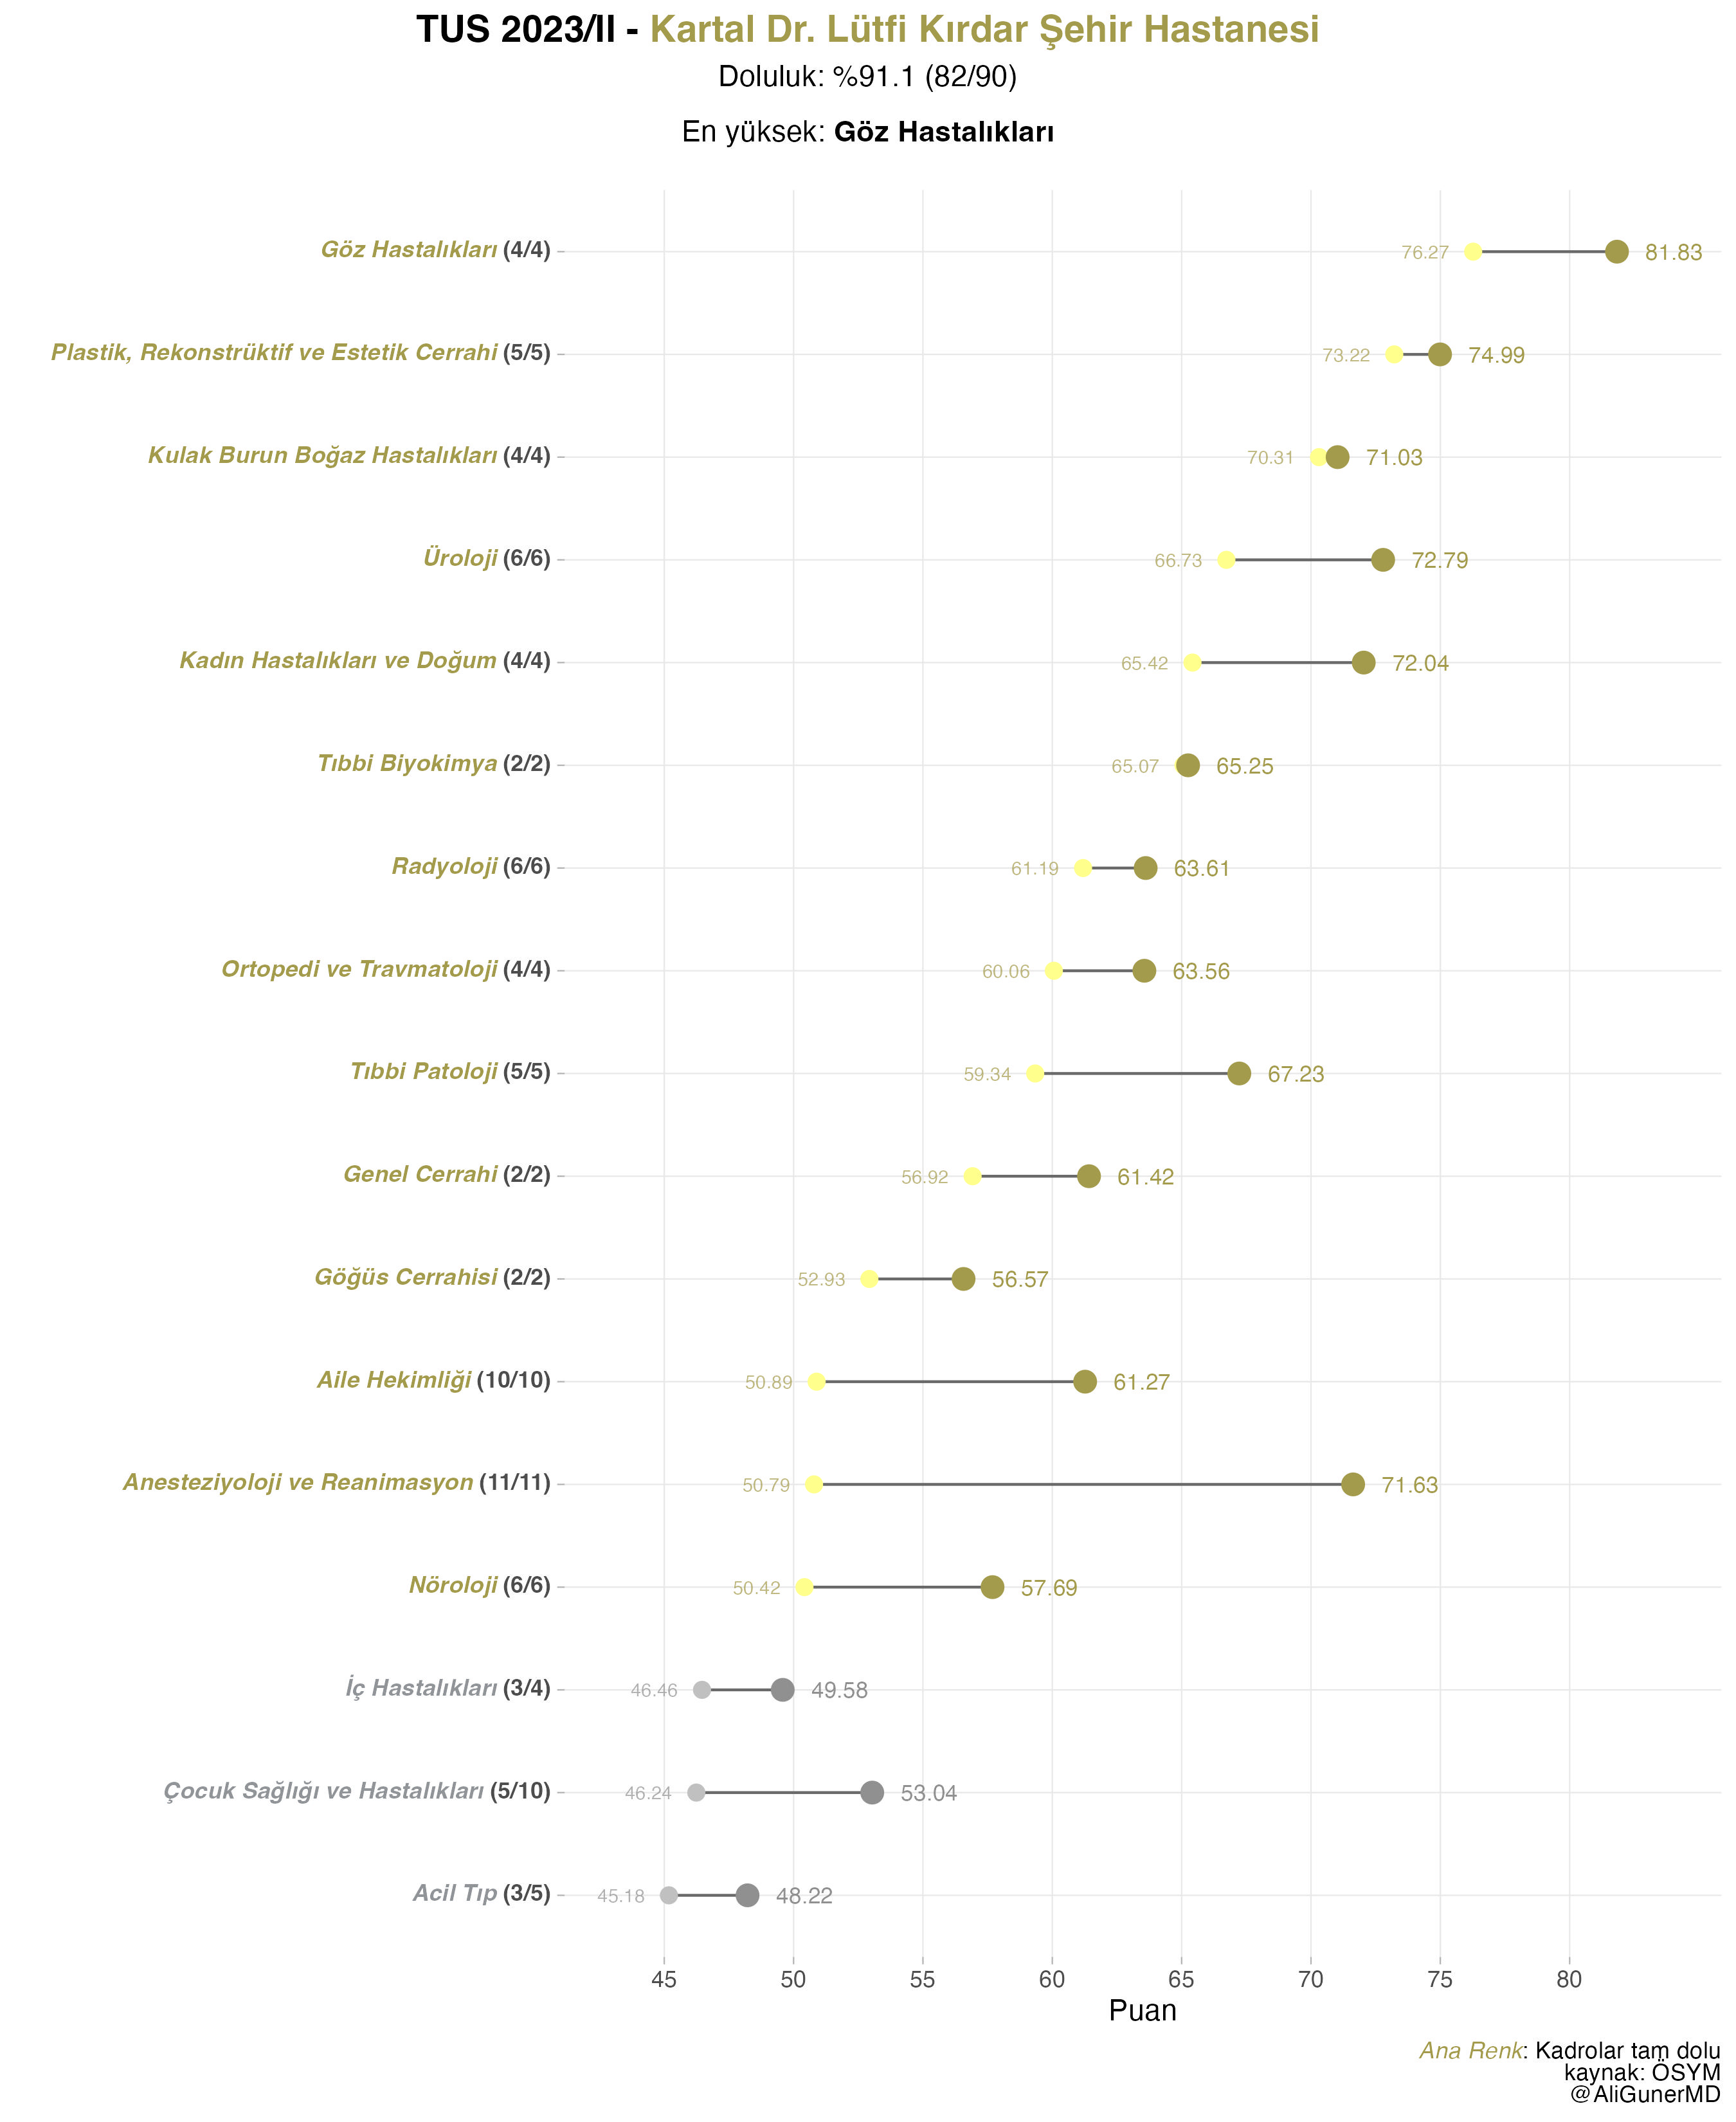 TUS 2023/II - Kartal Dr. Lütfi Kırdar Şehir Hastanesi
Doluluk: %91.1 (82/90)
En yüksek: Göz Hastalıkları
Göz Hastalıkları (4/4) 76.27 81.83
Plastik, Rekonstrüktif ve Estetik Cerrahi (5/5) 73.22 74.99
Kulak Burun Boğaz Hastalıkları (4/4) 70.31 71.03
Üroloji (6/6) 66.73 72.79
Kadın Hastalıkları ve Doğum (4/4) 65.42 72.04
Tıbbi Biyokimya (2/2) 65.07 65.25
Radyoloji (6/6) 61.19 63.61
Ortopedi ve Travmatoloji (4/4) 60.06 63.56
Tıbbi Patoloji (5/5) 59.34 67.23
Genel Cerrahi (2/2) 56.92 61.42
Göğüs Cerrahisi (2/2) 52.93 56.57
Aile Hekimliği (10/10) 50.89 61.27
Anesteziyoloji ve Reanimasyon (11/11) 50.79 71.63
Nöroloji (6/6) 50.42 57.69
İç Hastalıkları (3/4) 46.46 49.58
Çocuk Sağlığı ve Hastalıkları (5/10) 46.24 53.04
Acil Tıp (3/5) 45.18 48.22
45 50 55 60 65 70 75 80
Puan
Ana Renk: Kadrolar tam dolu
kaynak: ÖSYM
@AliGunerMD